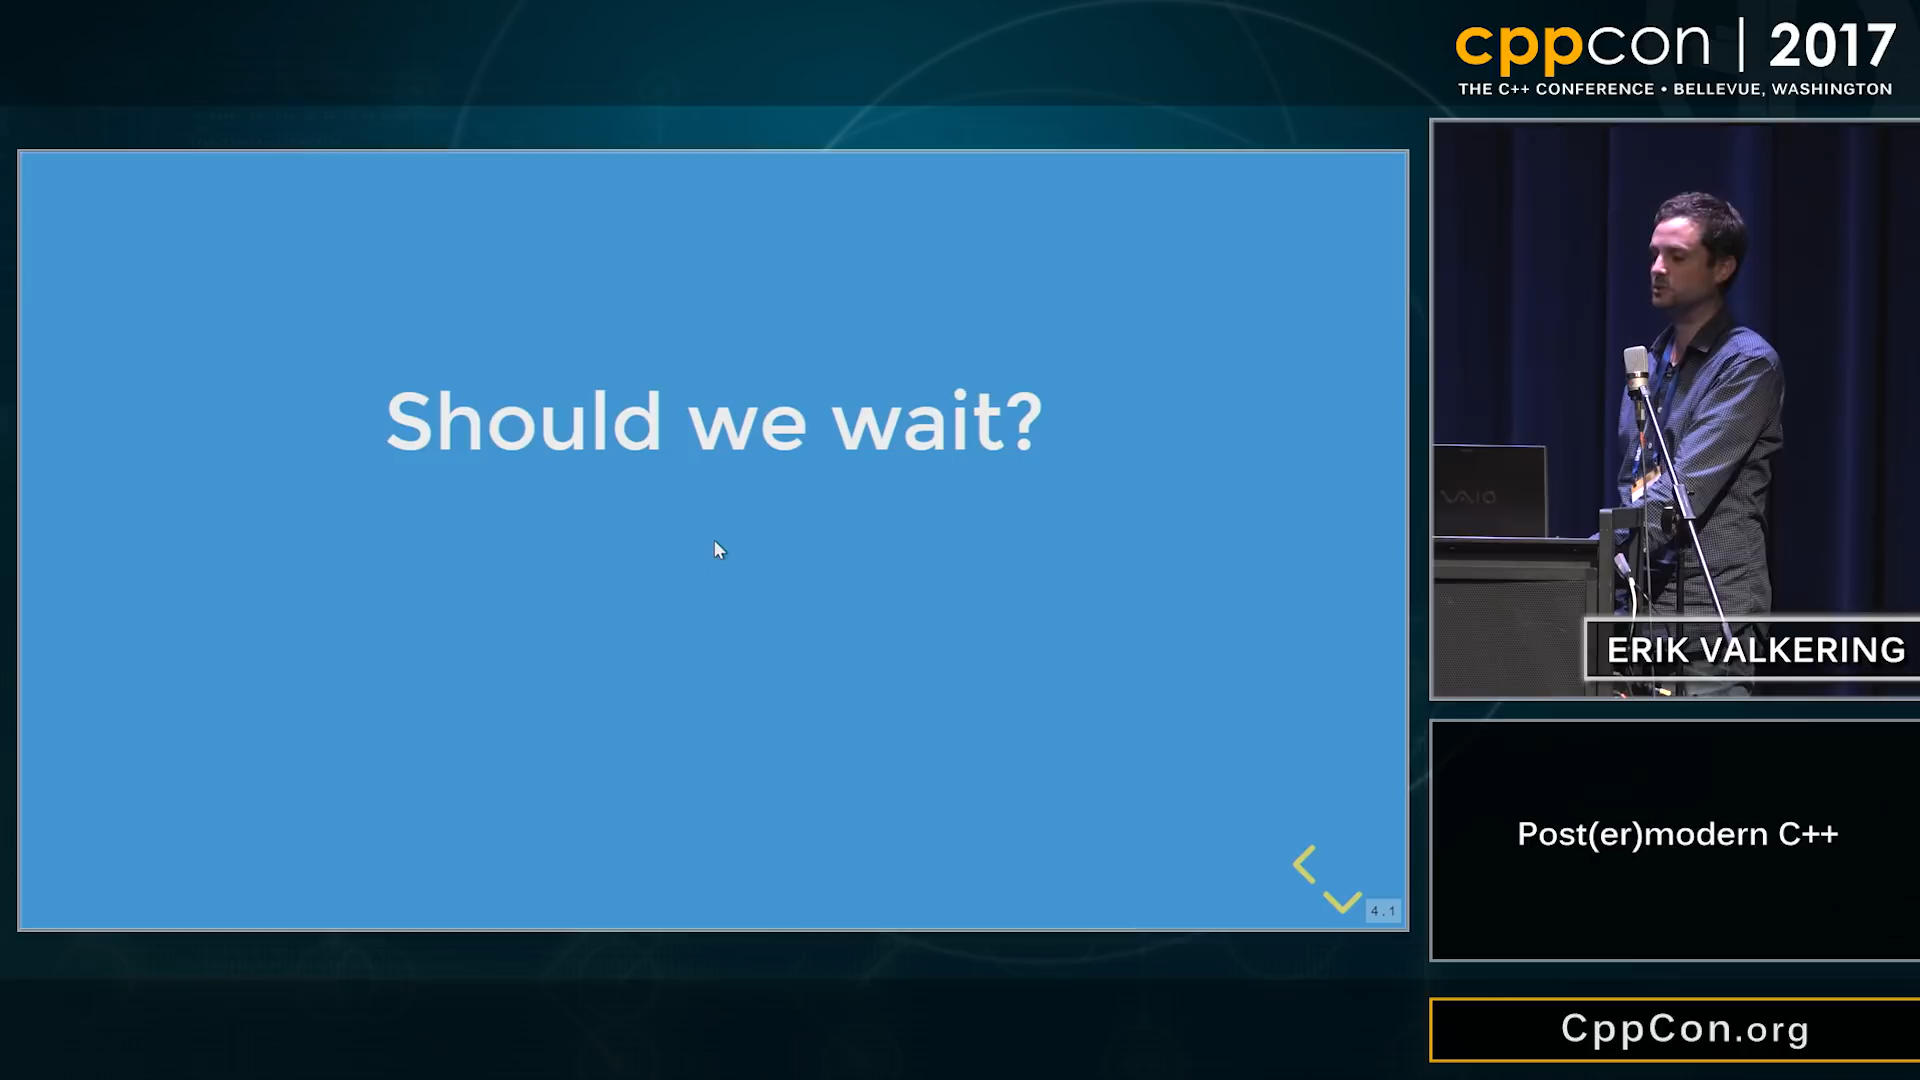 cppcon | 2017
THE C++ CONFERENCE • BELLEVUE, WASHINGTON
Should we wait?
VAIO
ERIK VALKERING
Post(er)modern C++
4.1
CppCon.org